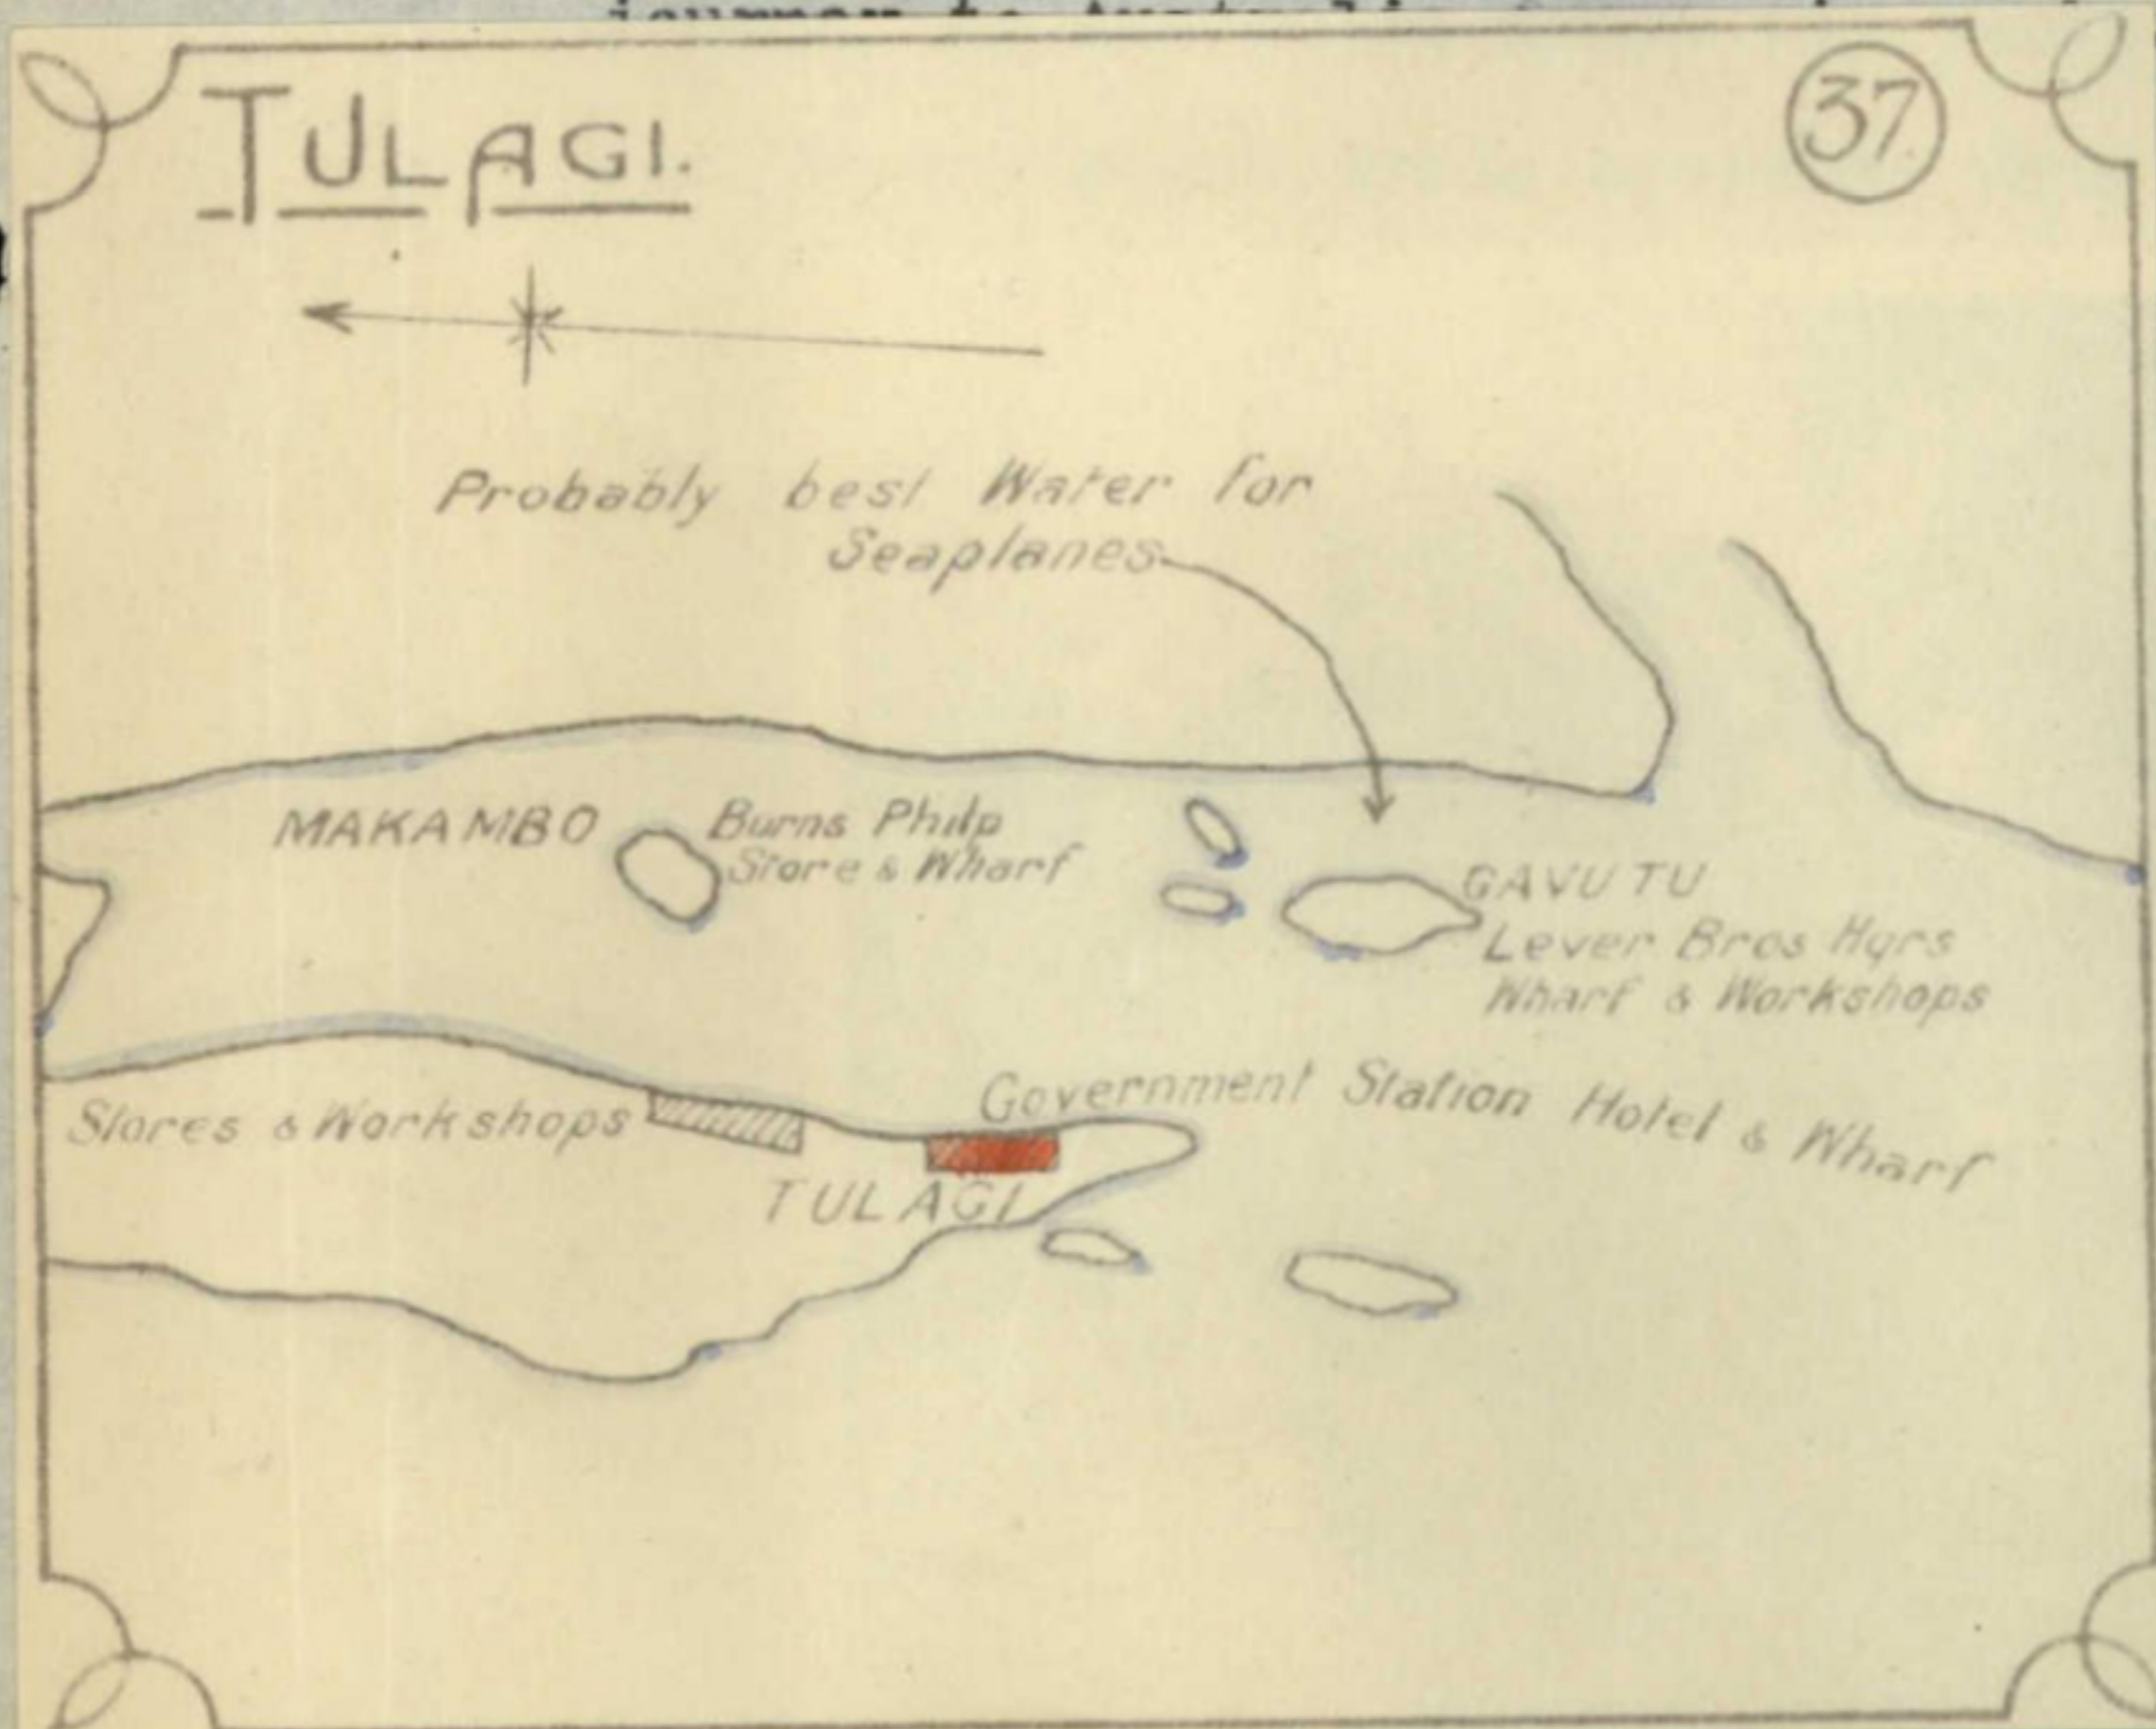 TULAGI.
37.
Probably best Water for
Seaplanes
MAKAMBO
Burns Philp
Store & Wharf
GAVUTU
Lever Bros Hqrs
Wharf & Workshops
Government Station Hotel & Wharf
Stores & Workshops
TULAGI